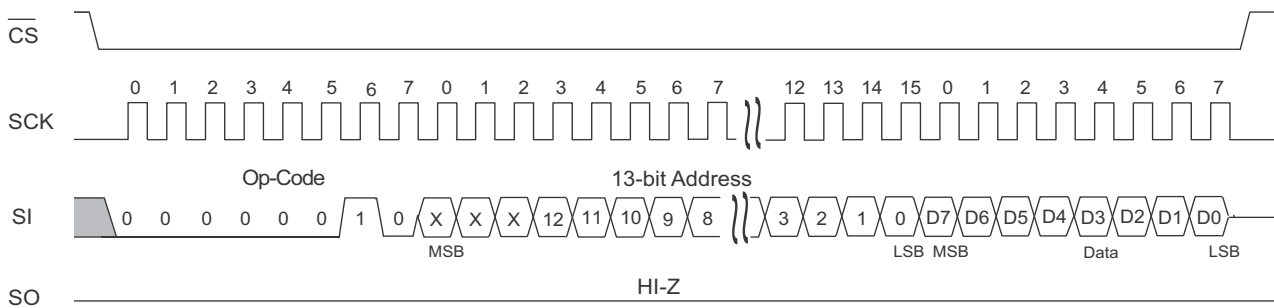 CS
0 1 2 3 4 5 6 7 0 1 2 3 4 5 6 7 12 13 14 15 0 1 2 3 4 5 6 7
SCK
Op-Code 13-bit Address
SI 0 0 0 0 0 0 1 0 X X X 12 11 10 9 8 3 2 1 0 D7 D6 D5 D4 D3 D2 D1 D0
MSB LSB MSB Data LSB
HI-Z
SO